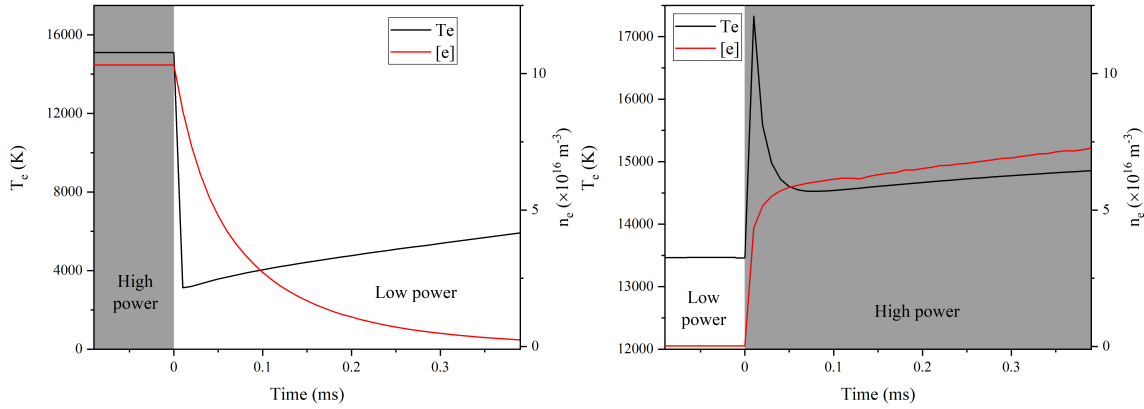 Te
[e]
16000
12000
8000
4000
0
T_e (K)
10
5
0
n_e (×10^16 m^-3)
High
power
Low power
0
0.1
0.2
0.3
Time (ms)
Te
[e]
17000
16000
15000
14000
13000
12000
T_e (K)
10
5
0
n_e (×10^16 m^-3)
Low
power
High power
0
0.1
0.2
0.3
Time (ms)